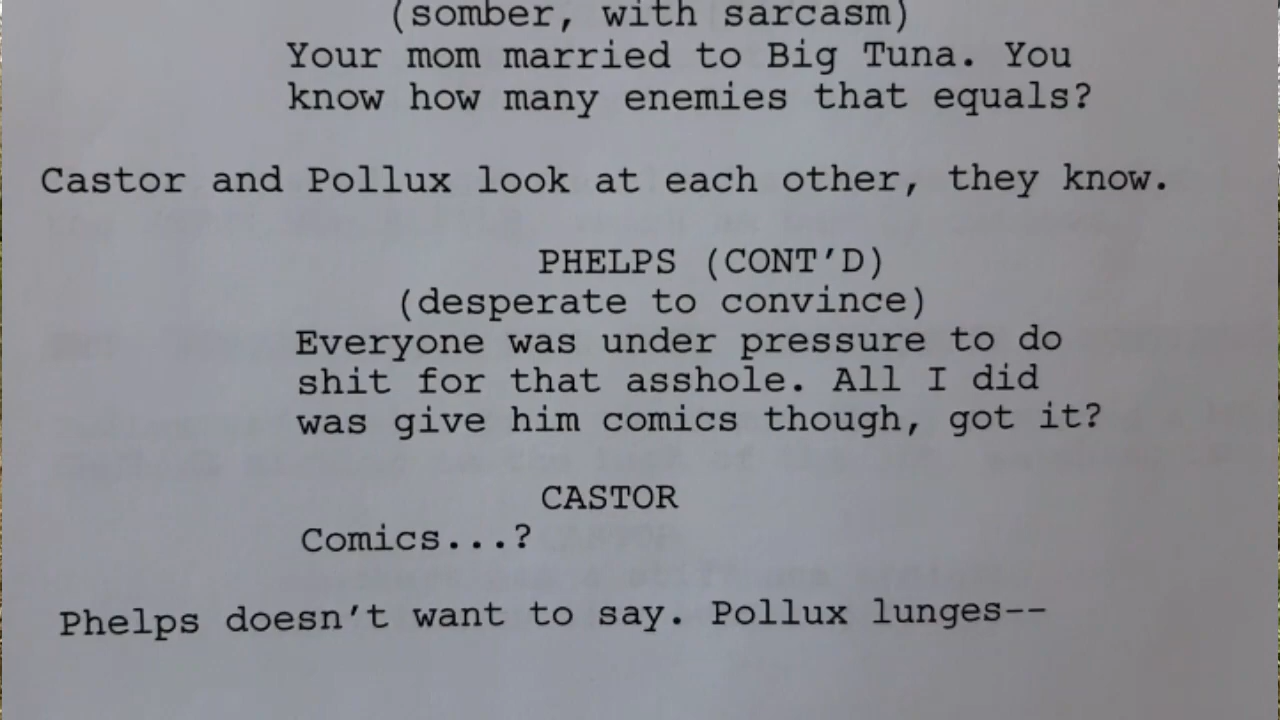 (somber, with sarcasm)
Your mom married to Big Tuna. You
know how many enemies that equals?
Castor and Pollux look at each other, they know.
PHELPS (CONT'D)
(desperate to convince)
Everyone was under pressure to do
shit for that asshole. All I did
was give him comics though, got it?
CASTOR
Comics...?
Phelps doesn't want to say. Pollux lunges--